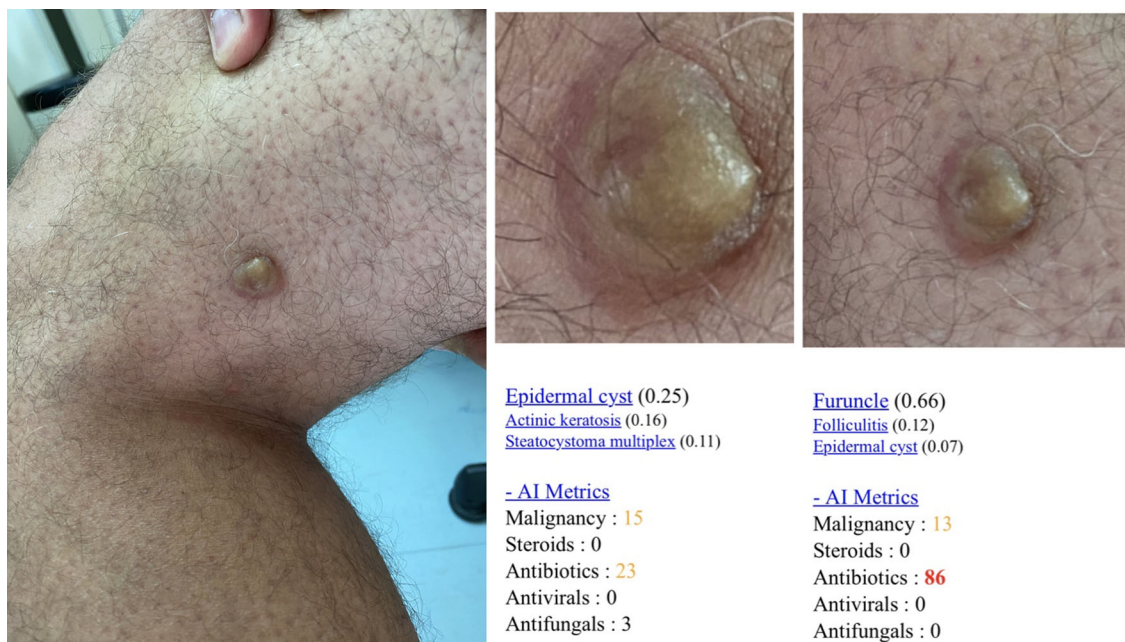 Epidermal cyst (0.25)
Actinic keratosis (0.16)
Steatocystoma multiplex (0.11)
- AI Metrics
Malignancy : 15
Steroids : 0
Antibiotics : 23
Antivirals : 0
Antifungals : 3
Furuncle (0.66)
Folliculitis (0.12)
Epidermal cyst (0.07)
- AI Metrics
Malignancy : 13
Steroids : 0
Antibiotics : 86
Antivirals : 0
Antifungals : 0